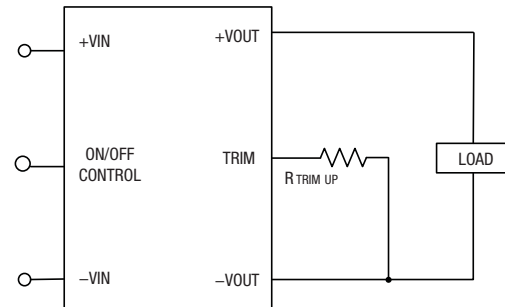 +VIN
+VOUT
ON/OFF
CONTROL
TRIM
R TRIM UP
LOAD
–VIN
–VOUT